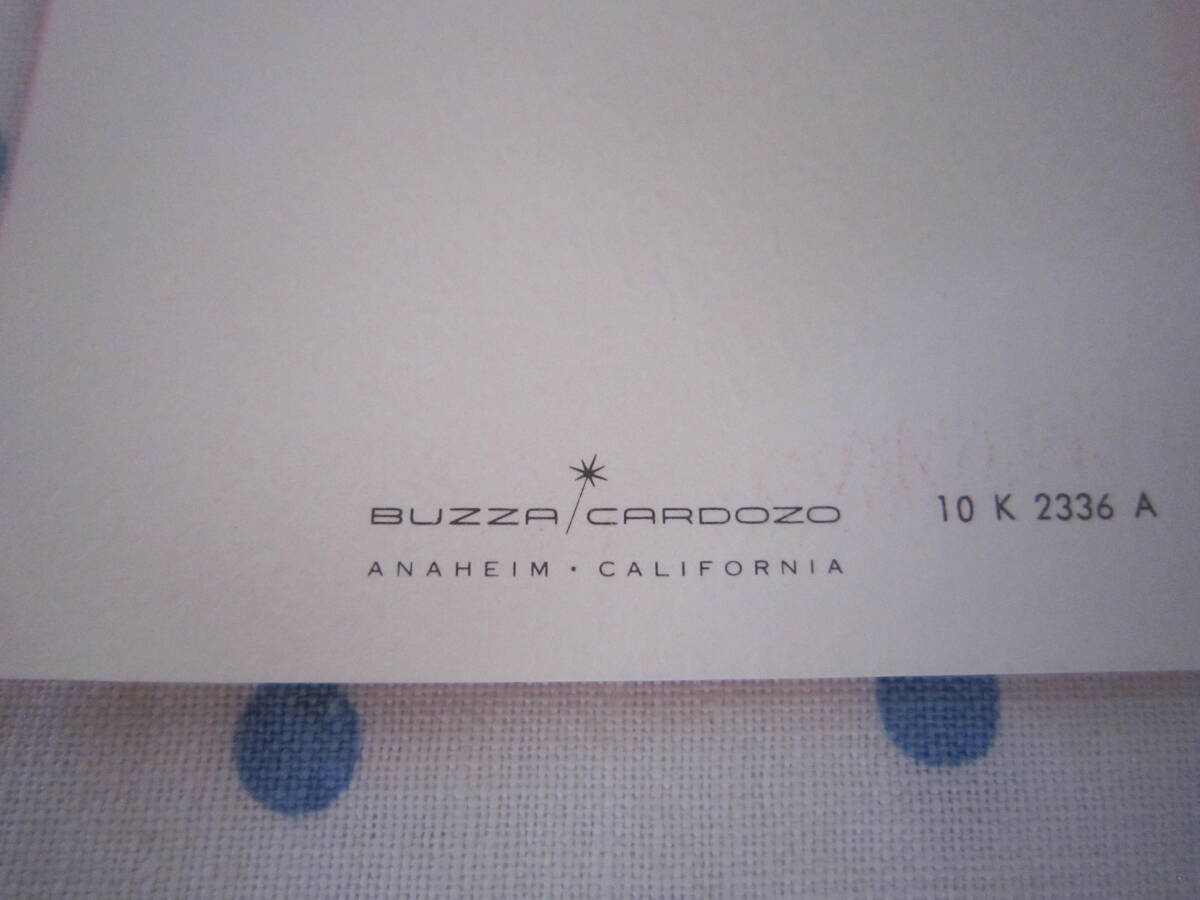 BUZZA/CARDOZO
ANAHEIM · CALIFORNIA
10 K 2336 A